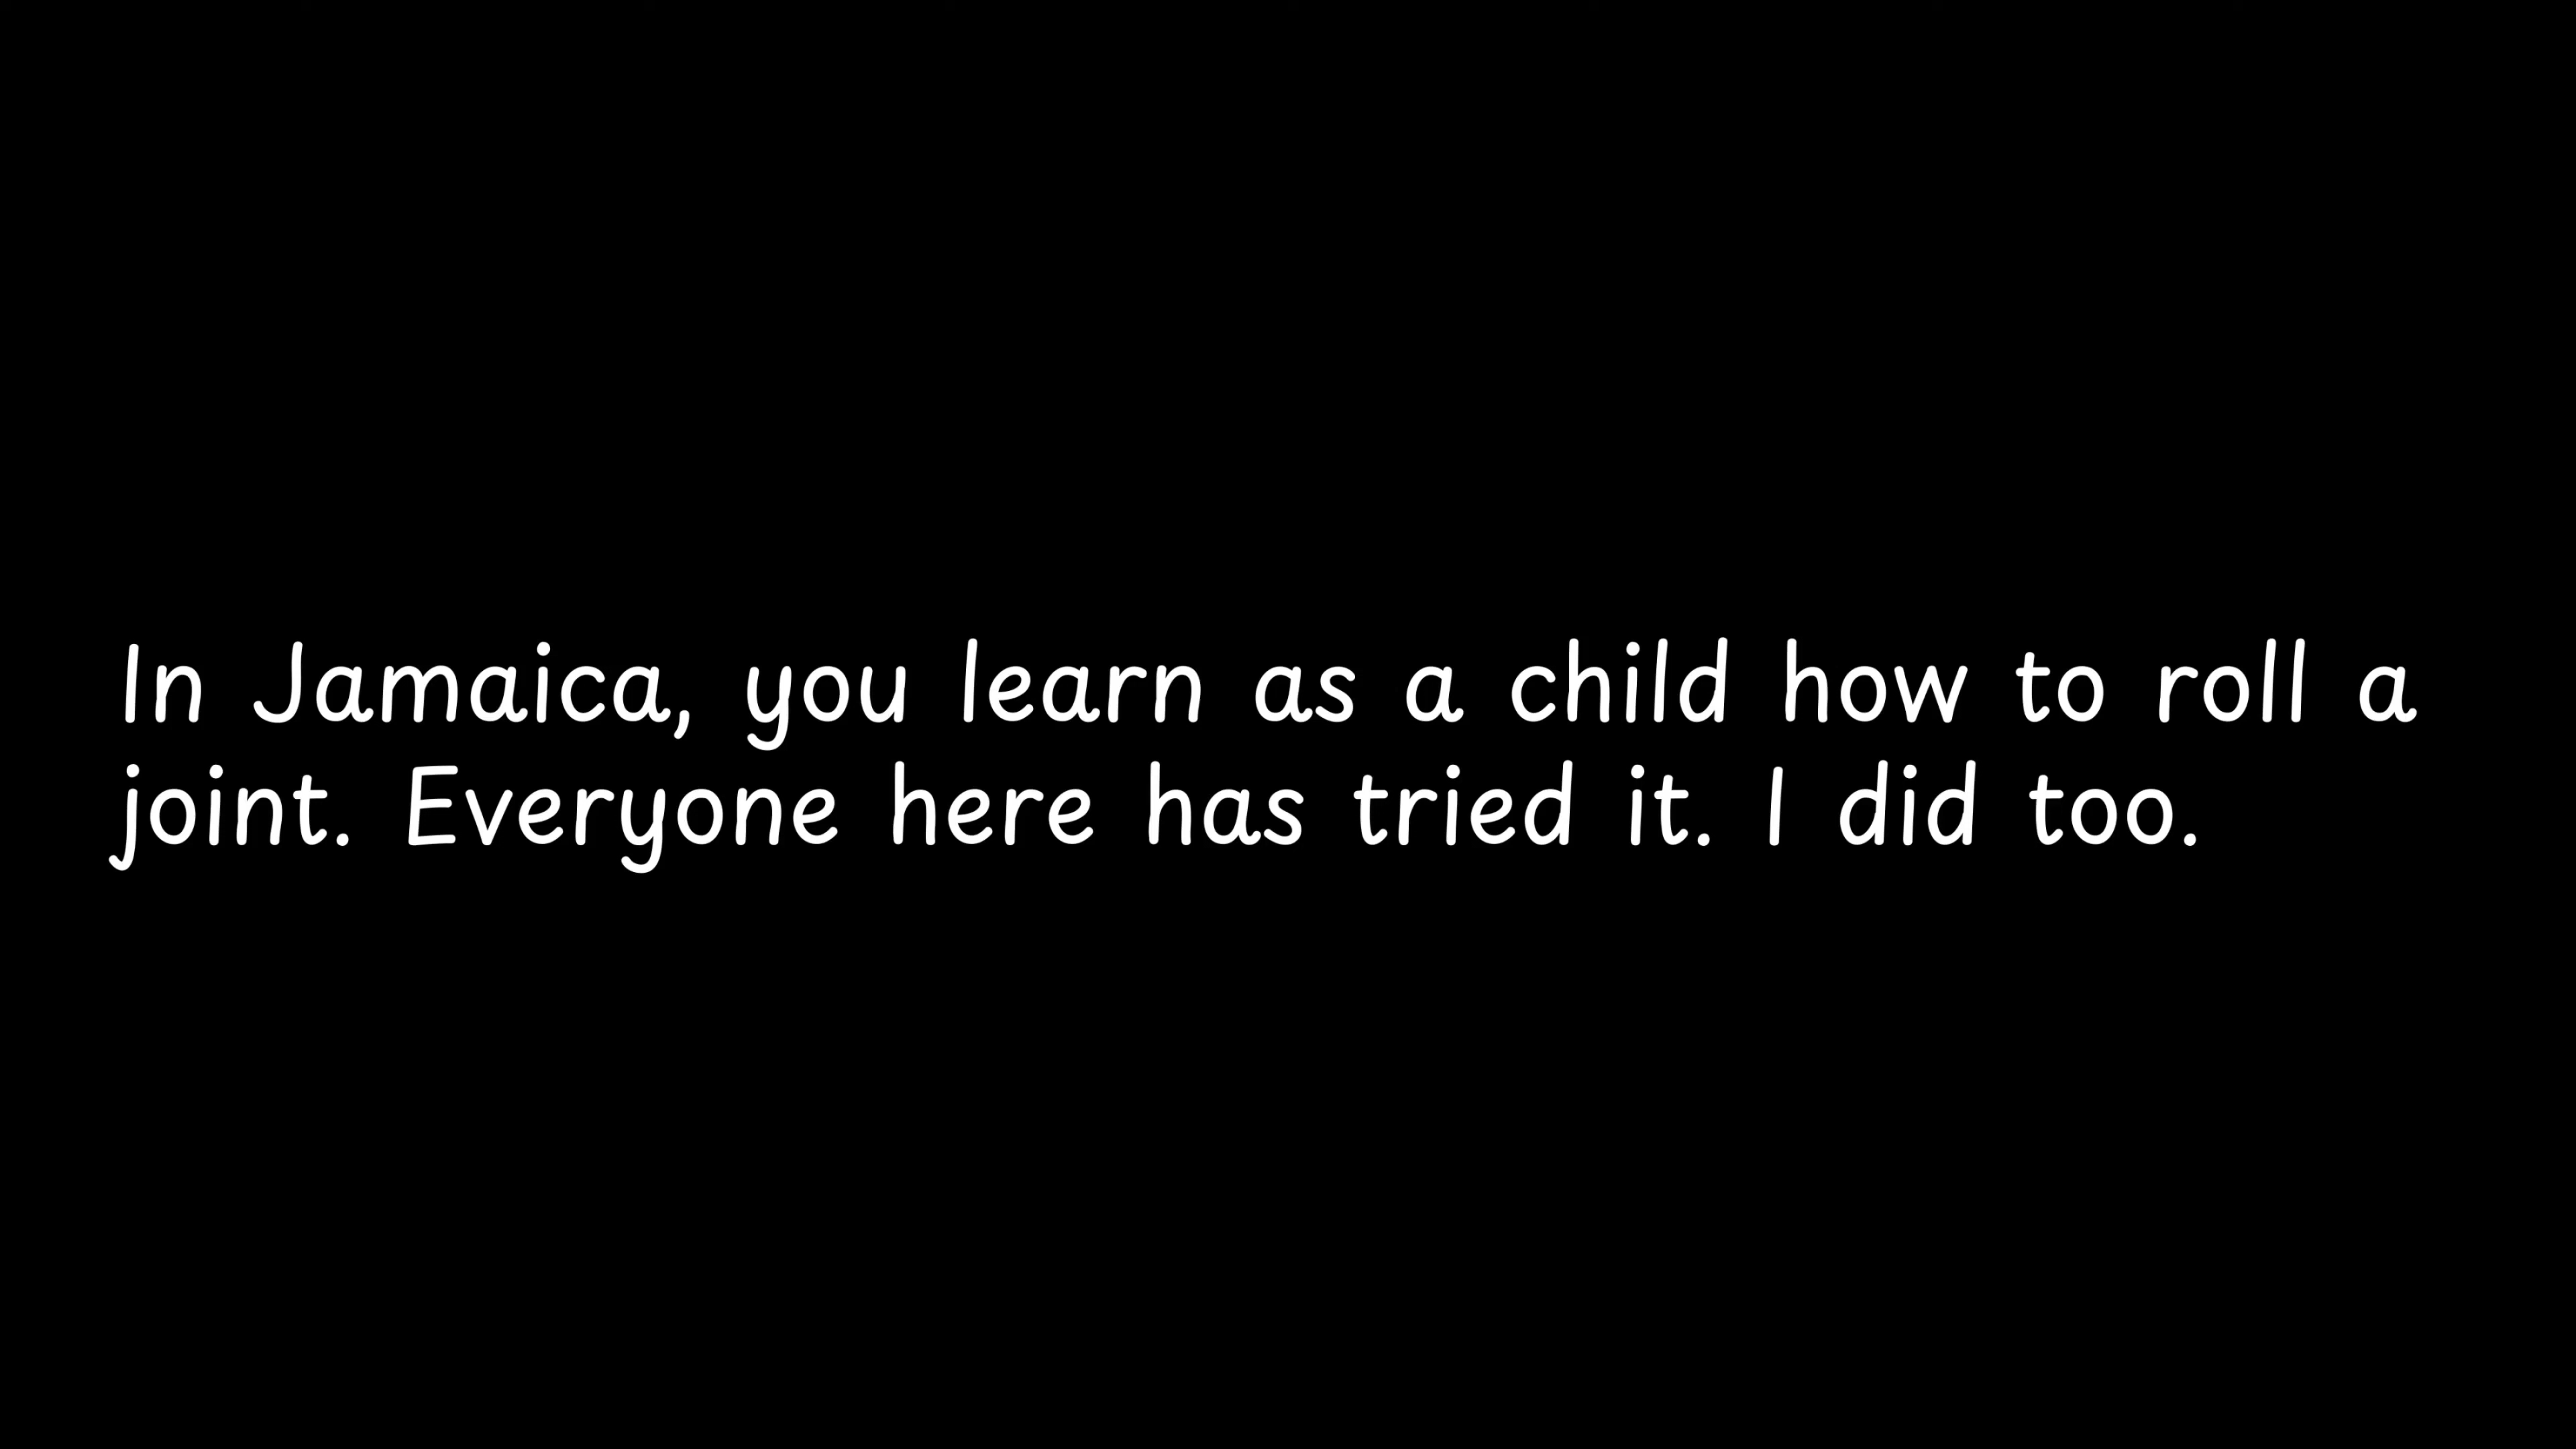 In Jamaica, you learn as a child how to roll a
joint. Everyone here has tried it. I did too.